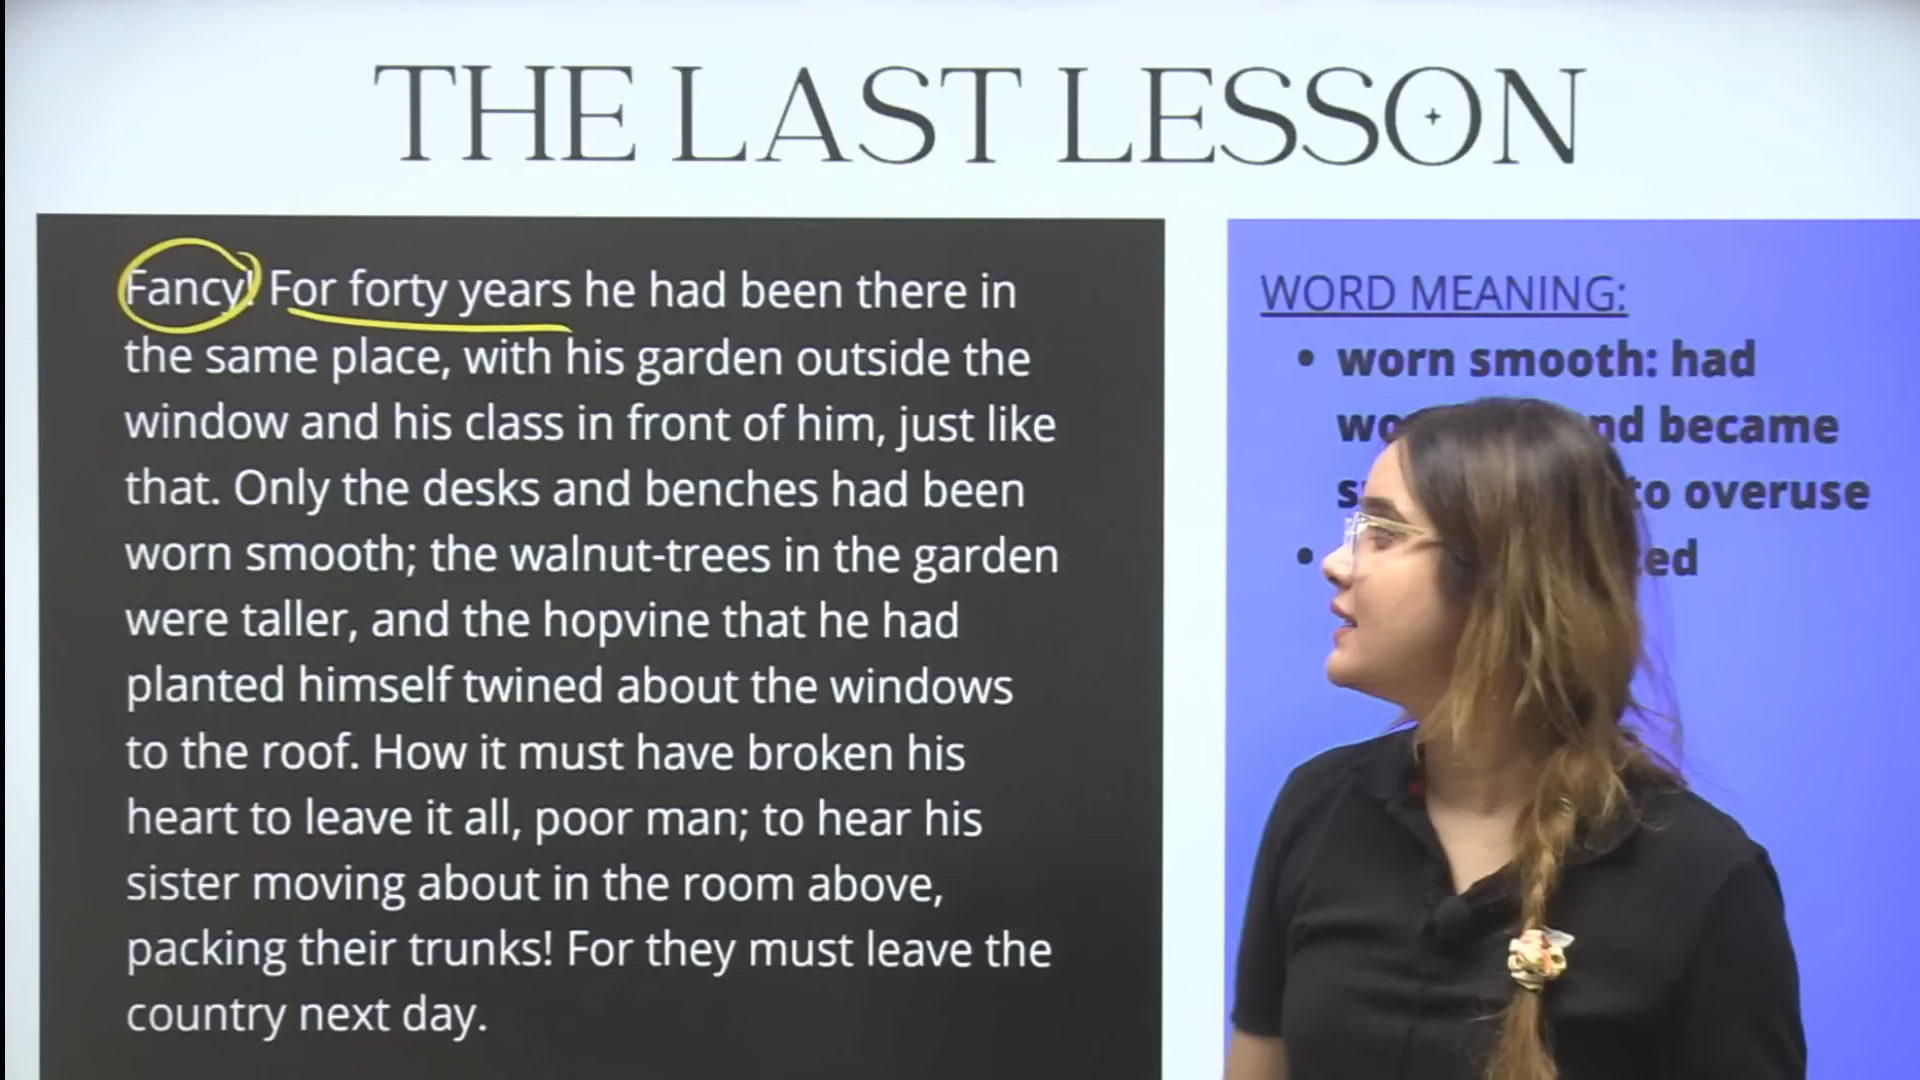 THE LAST LESSON
Fancy! For forty years he had been there in
the same place, with his garden outside the
window and his class in front of him, just like
that. Only the desks and benches had been
worn smooth; the walnut-trees in the garden
were taller, and the hopvine that he had
planted himself twined about the windows
to the roof. How it must have broken his
heart to leave it all, poor man; to hear his
sister moving about in the room above,
packing their trunks! For they must leave the
country next day.
WORD MEANING:
• worn smooth: had
became
to overuse
•